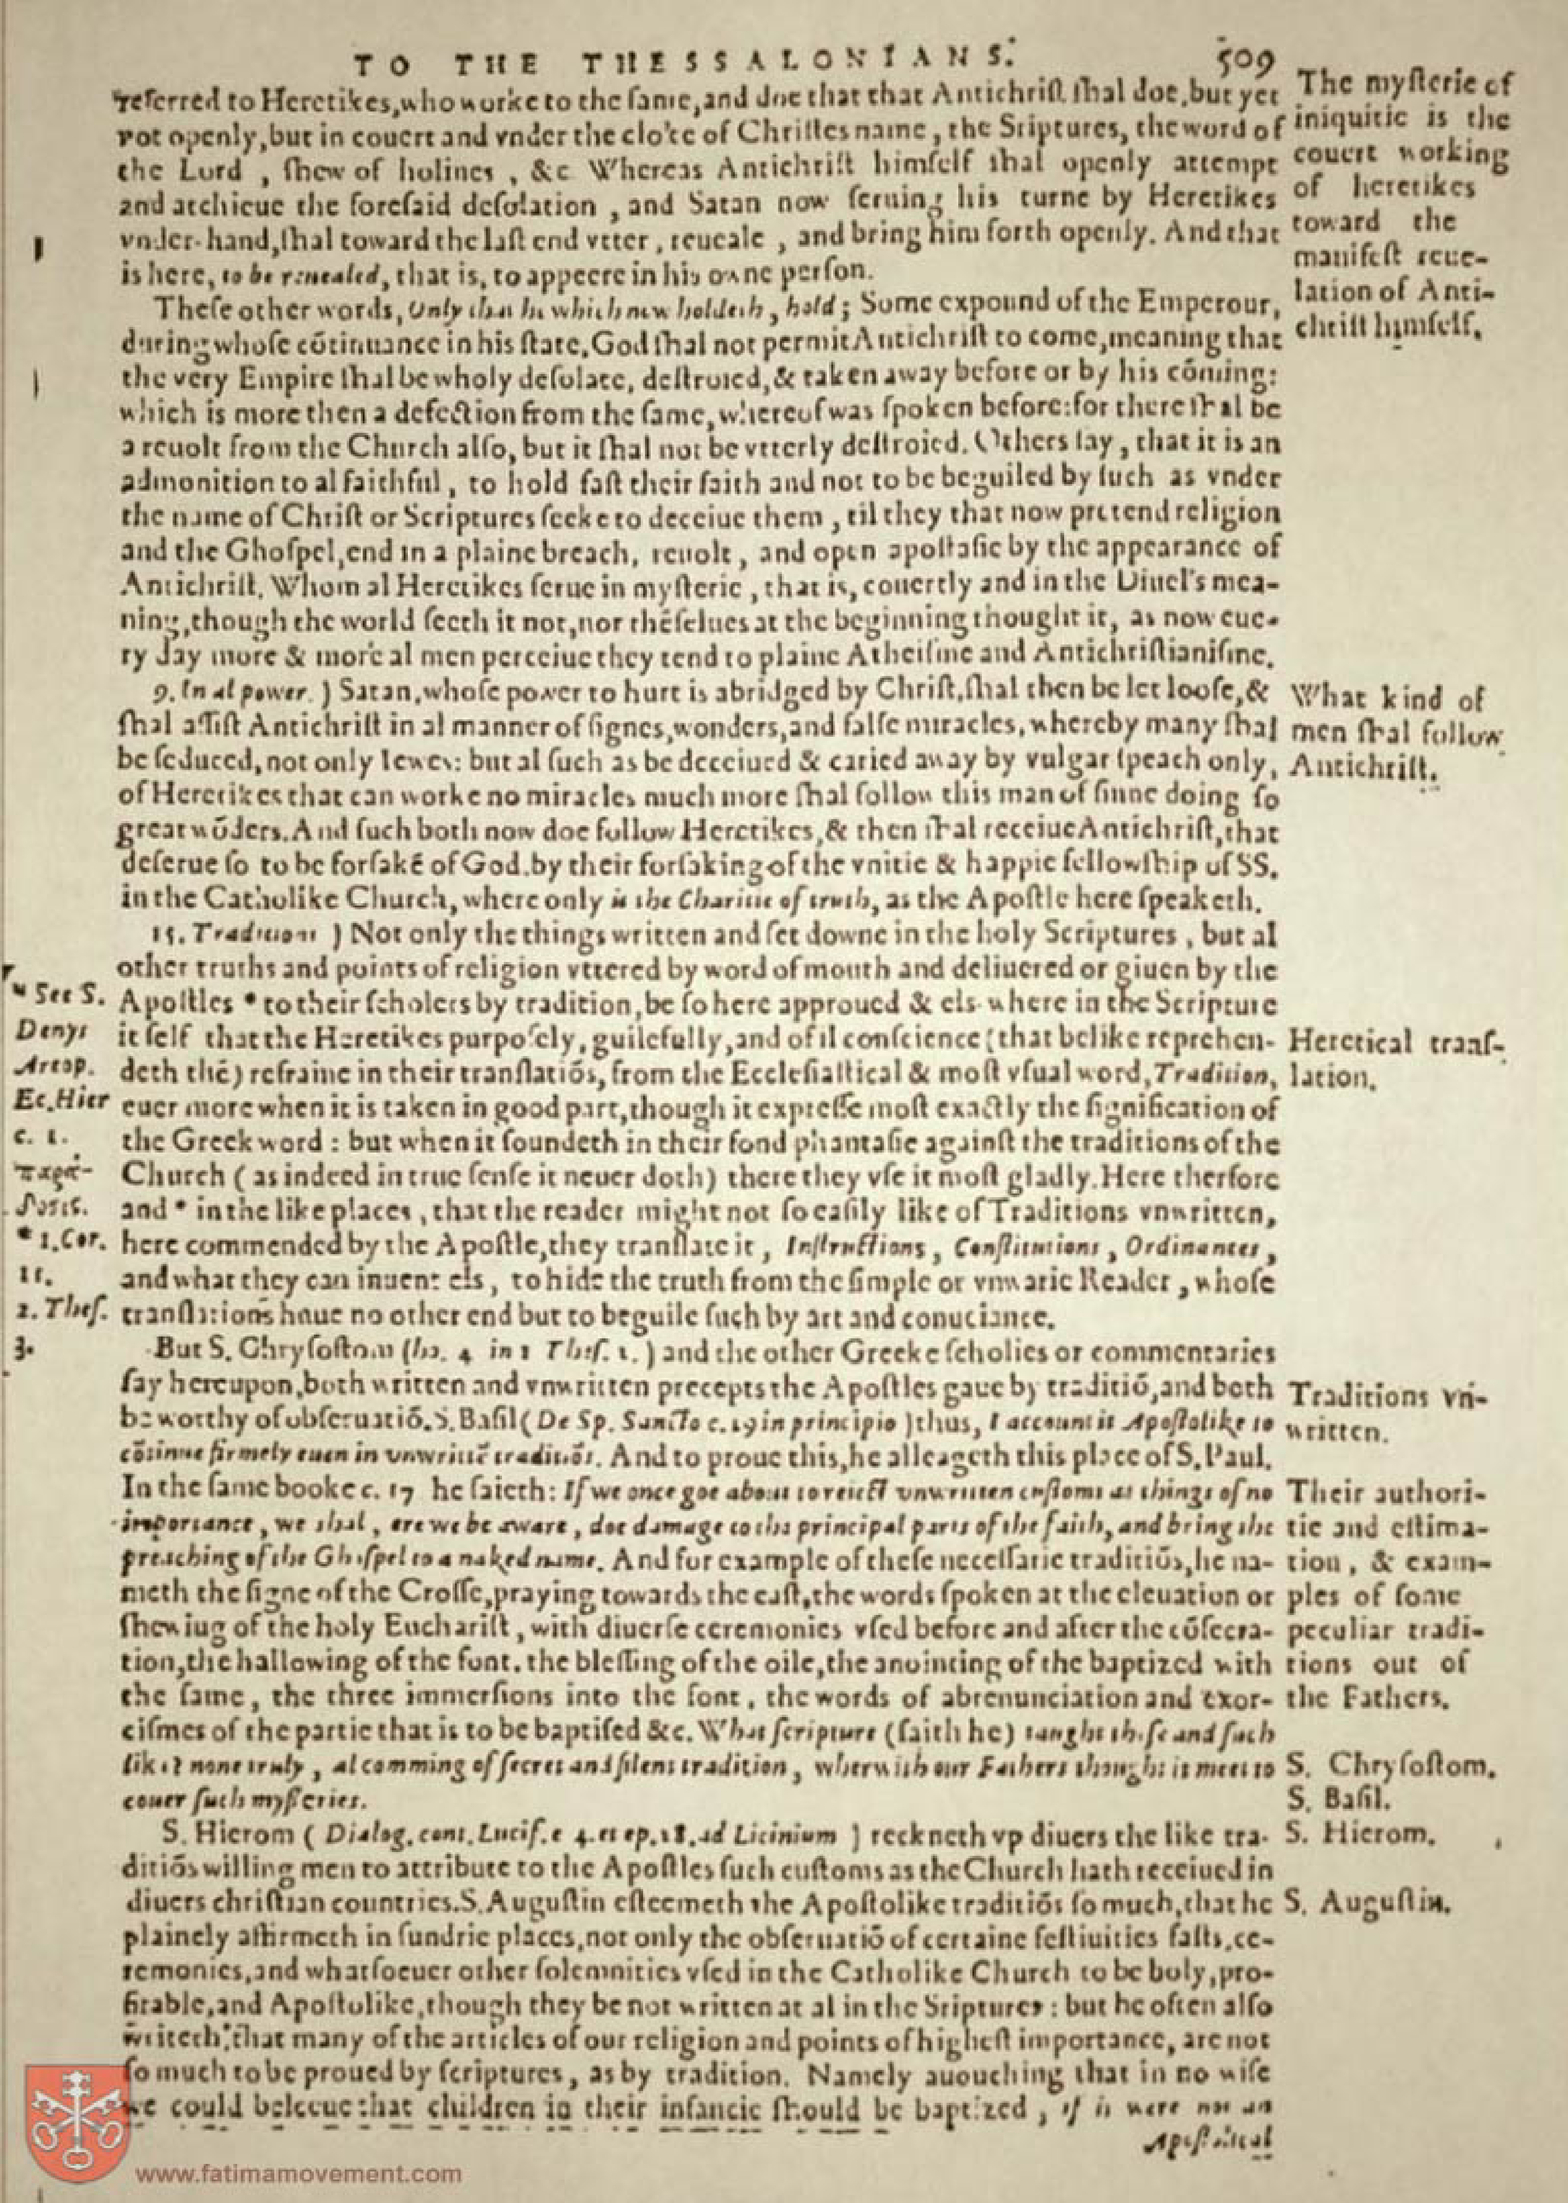 TO THE THESSALONIANS. 509
referred to Heretikes, who worke to the ſame, and doe that that Antichriſt ſhal doe, but yet
not openly, but in couert and vnder the cloke of Chriſtes name, the Scriptures, the word of
the Lord, ſhew of holines, &c. Whereas Antichriſt himſelf ſhal openly attempt
and atchieue the foreſaid deſolation, and Satan now ſeruing his turne by Heretikes
vnder-hand, ſhal toward the laſt end vtter, reueale, and bring him forth openly. And that
is here, to be reuealed, that is, to appeere in his owne perſon.
The myſterie of
iniquitie is the
couert working
of heretikes
toward the
manifeſt reue-
lation of Anti-
chriſt himſelf.
Theſe other words, Only that he which now holdeth, hold; Some expound of the Emperour,
during whoſe cõtinuance in his ſtate, God ſhal not permit Antichriſt to come, meaning that
the very Empire ſhal be wholy deſolate, deſtroied, & taken away before or by his cõming:
which is more then a defection from the ſame, whereof was ſpoken before: for there ſhal be
a reuolt from the Church alſo, but it ſhal not be vtterly deſtroied. Others ſay, that it is an
admonition to al faithful, to hold faſt their faith and not to be beguiled by ſuch as vnder
the name of Chriſt or Scriptures ſeeke to deceiue them, til they that now pretend religion
and the Ghoſpel, end in a plaine breach, reuolt, and open apoſtaſie by the appearance of
Antichriſt. Whom al Heretikes ſerue in myſterie, that is, couertly and in the Diuel's mea-
ning, though the world ſeeth it not, nor thẽſelues at the beginning thought it, as now eue-
ry day more & more al men perceiue they tend to plaine Atheiſme and Antichriſtianiſme.
9. In al power. ) Satan, whoſe power to hurt is abridged by Chriſt, ſhal then be let looſe, &
ſhal aſſiſt Antichriſt in al manner of ſignes, wonders, and falſe miracles, whereby many ſhal
be ſeduced, not only Iewes: but al ſuch as be deceiued & caried away by vulgar ſpeach only,
of Heretikes that can worke no miracles much more ſhal follow this man of ſinne doing ſo
great wõders. And ſuch both now doe follow Heretikes, & then ſhal receiue Antichriſt, that
deſerue ſo to be forſakẽ of God, by their forſaking of the vnitie & happie fellowſhip of SS.
in the Catholike Church, where only is the Charitie of truth, as the Apoſtle here ſpeaketh.
What kind of
men ſhal follow
Antichriſt.
15. Traditions ) Not only the things written and ſet downe in the holy Scriptures, but al
other truths and points of religion vttered by word of mouth and deliuered or giuen by the
Apoſtles * to their ſcholers by tradition, be ſo here approued & els-where in the Scripture
it ſelf that the Heretikes purpoſely, guilefully, and of il conſcience (that belike reprehen-
deth thẽ) refraine in their tranſlatiõs, from the Eccleſiaſtical & moſt vſual word, Tradition,
euer more when it is taken in good part, though it expreſſe moſt exactly the ſignification of
the Greek word: but when it ſoundeth in their fond phantaſie againſt the traditions of the
Church (as indeed in true ſenſe it neuer doth) there they vſe it moſt gladly. Here therfore
and * in the like places, that the reader might not ſo eaſily like of Traditions vnwritten,
here commended by the Apoſtle, they tranſlate it, Inſtructions, Conſtitutions, Ordinances,
and what they can inuent els, to hide the truth from the ſimple or vnwarie Reader, whoſe
tranſlations haue no other end but to beguile ſuch by art and conueiance.
* See S.
Denys
Areop.
Ec. Hier
c. 1.
παρά-
δοσις.
* 1. Cor.
11.
2. Theſ.
3.
Heretical tranſ-
lation.
But S. Chryſoſtom (ho. 4 in 2 Theſ. 2.) and the other Greeke ſcholies or commentaries
ſay hereupon, both written and vnwritten precepts the Apoſtles gaue by traditiõ, and both
be worthy of obſeruatiõ. S. Baſil (De Sp. Sancto c. 29 in principio) thus, I account it Apoſtolike to
cõtinue firmely euen in vnwrittẽ traditiõs. And to proue this, he alleageth this place of S. Paul.
In the ſame booke c. 17 he ſaieth: If we once goe about to reiect vnwritten cuſtoms as things of no
importance, we shal, ere we be aware, doe damage to the principal parts of the faith, and bring the
preaching of the Ghoſpel to a naked name. And for example of theſe neceſſarie traditiõs, he na-
meth the ſigne of the Croſſe, praying towards the eaſt, the words ſpoken at the eleuation or
ſhewing of the holy Euchariſt, with diuerſe ceremonies vſed before and after the cõſecra-
tion, the hallowing of the font, the bleſſing of the oile, the anointing of the baptized with
the ſame, the three immerſions into the font, the words of abrenunciation and exor-
ciſmes of the partie that is to be baptiſed &c. What ſcripture (ſaith he) taught theſe and ſuch
like? none truly, al comming of ſecret and ſilent tradition, wherwith our Fathers thought it meet to
couer ſuch myſteries.
Traditions vn-
written.
Their authori-
tie and eſtima-
tion, & exam-
ples of ſome
peculiar tradi-
tions out of
the Fathers.
S. Chryſoſtom.
S. Baſil.
S. Hierom (Dialog. cont. Lucif. c 4. et ep. 28. ad Licinium) reckneth vp diuers the like tra-
ditiõs willing men to attribute to the Apoſtles ſuch cuſtoms as the Church hath receiued in
diuers chriſtian countries. S. Auguſtin eſteemeth the Apoſtolike traditiõs ſo much, that he
plainely affirmeth in ſundrie places, not only the obſeruatiõ of certaine feſtiuities, faſts, ce-
remonies, and whatſoeuer other ſolemnities vſed in the Catholike Church to be holy, pro-
fitable, and Apoſtolike, though they be not written at al in the Scriptures: but he often alſo
writeth, that many of the articles of our religion and points of higheſt importance, are not
ſo much to be proued by ſcriptures, as by tradition. Namely auouching that in no wiſe
we could beleeue that children in their infancie ſhould be baptized, if it were not an
Apoſtolical
S. Hierom.
S. Auguſtin.
www.fatimamovement.com